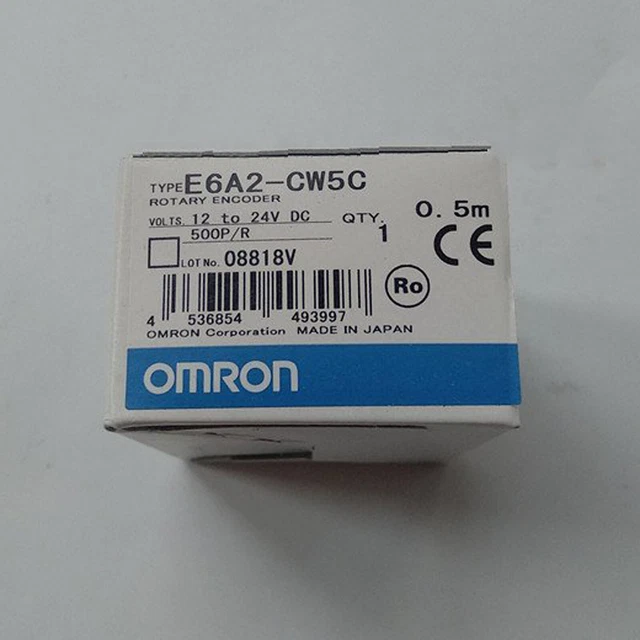 TYPE E6A2-CW5C
ROTARY ENCODER
VOLTS. 12 to 24V DC QTY. 0.5m
500P/R 1 CE
LOT No. 08818V
Ro
4 536854 493997
OMRON Corporation MADE IN JAPAN
OMRON